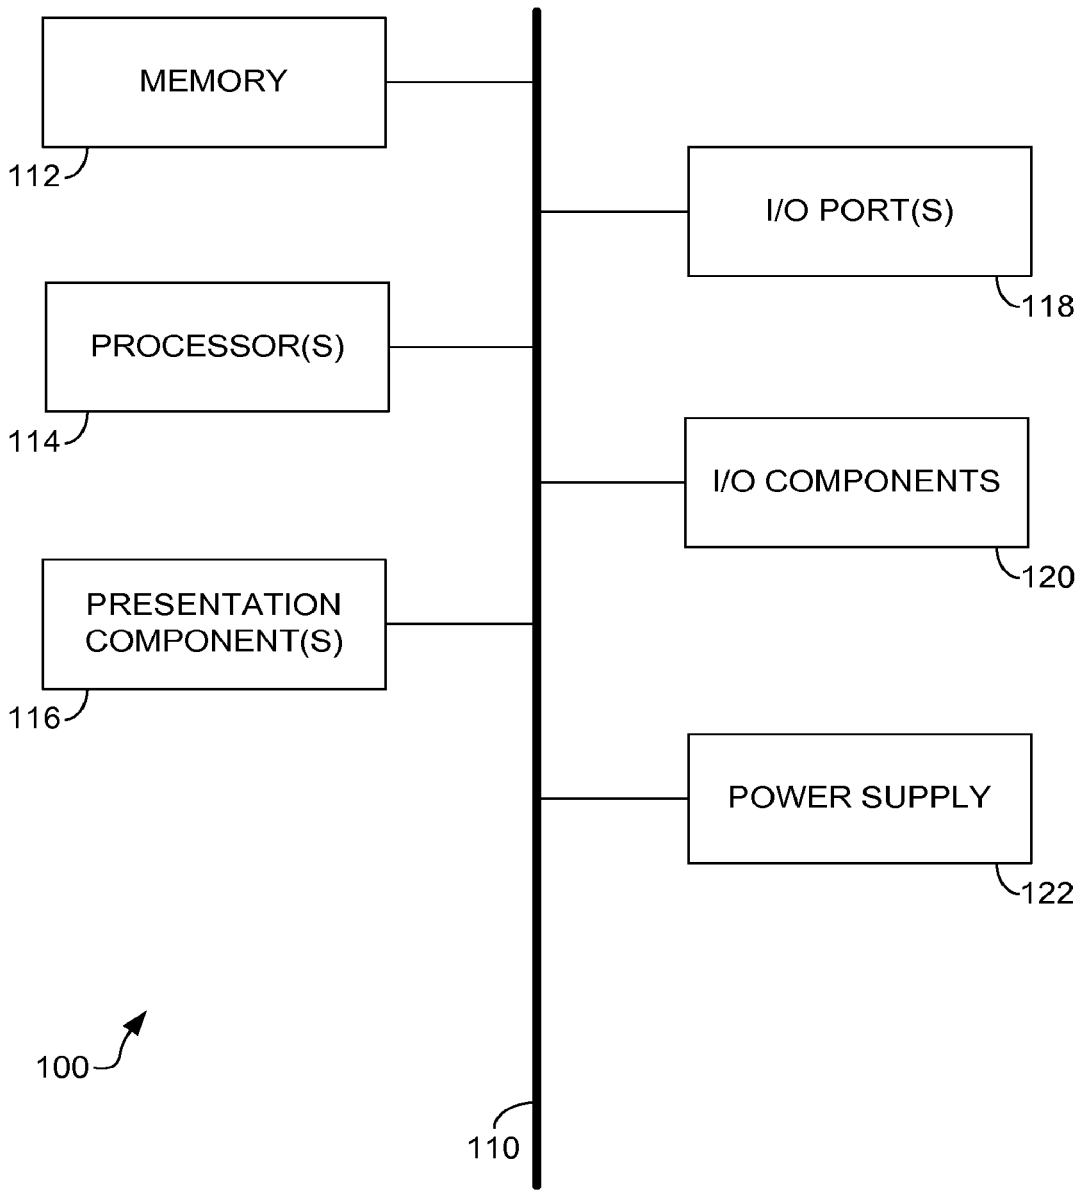 MEMORY
112
I/O PORT(S)
118
PROCESSOR(S)
114
I/O COMPONENTS
120
PRESENTATION
COMPONENT(S)
116
POWER SUPPLY
122
100
110